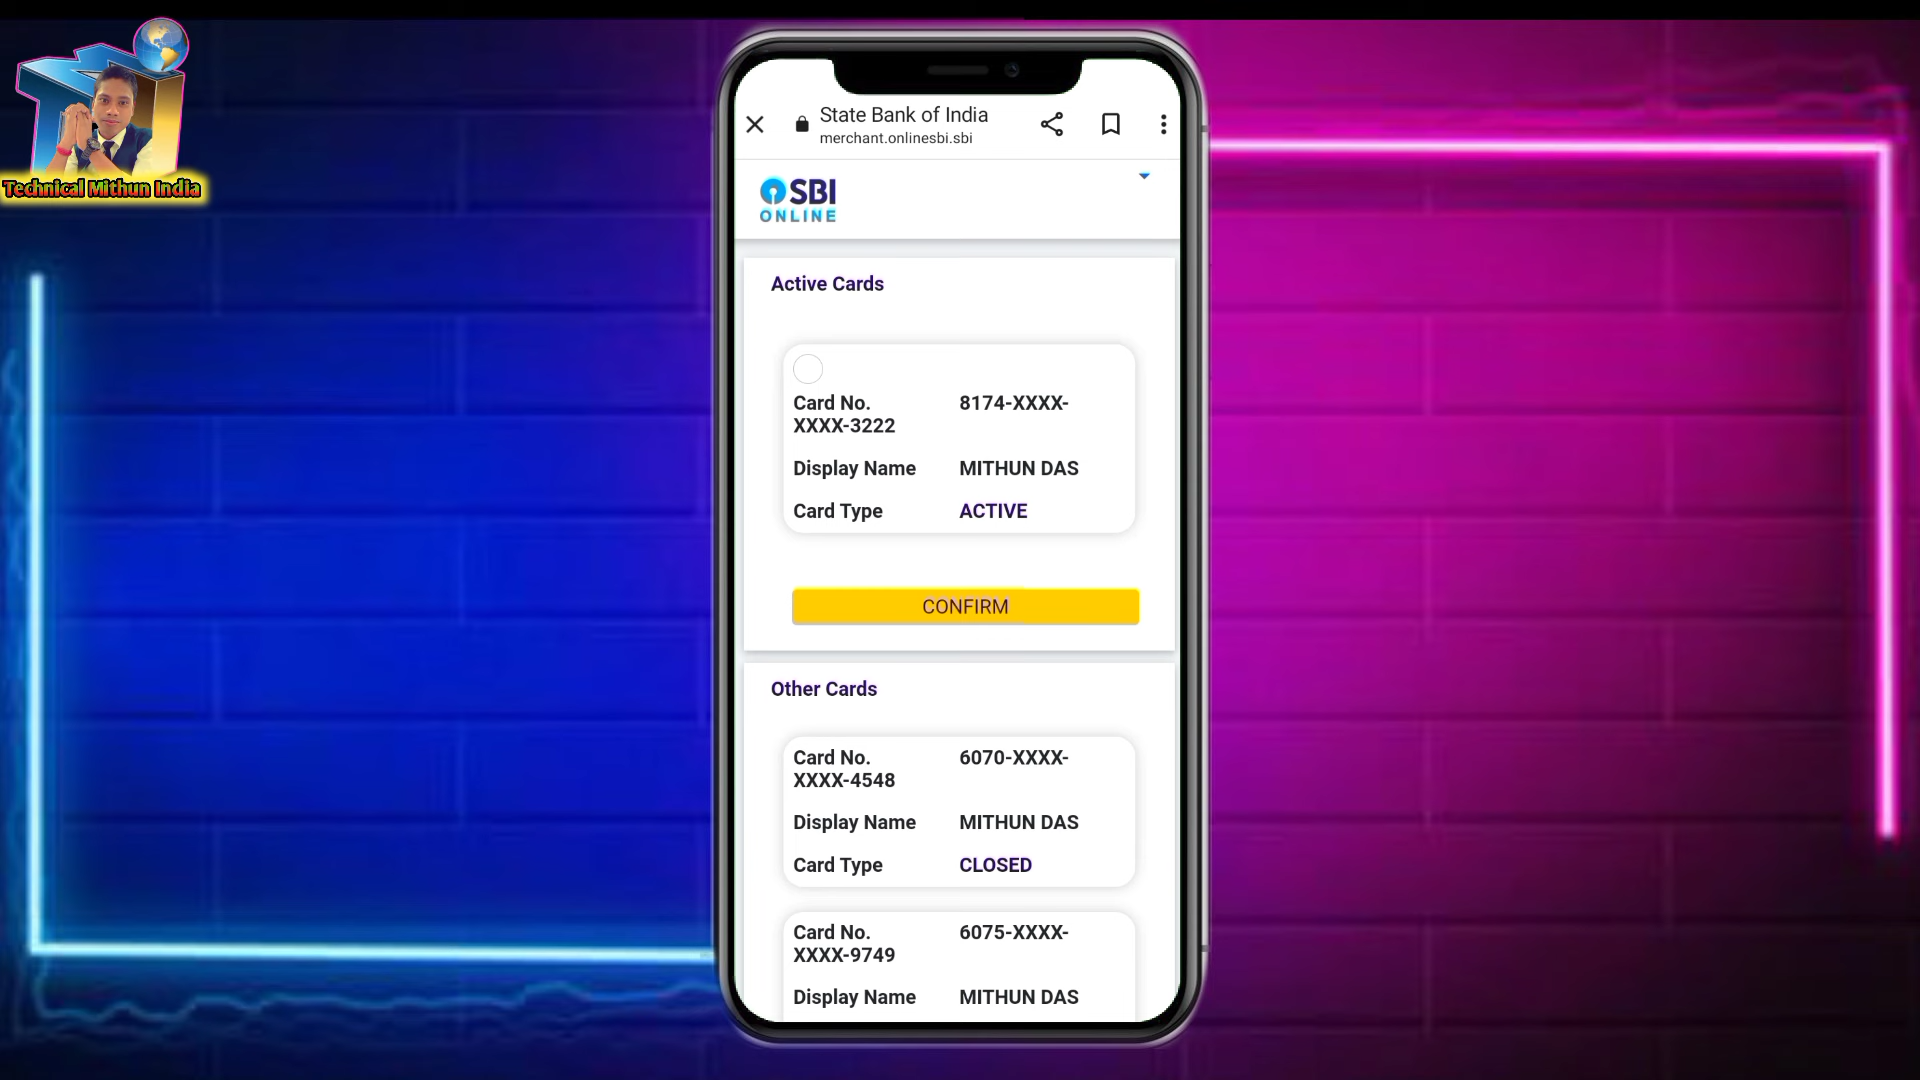 Technical Mithun India
State Bank of India
merchant.onlinesbi.sbi
SBI
ONLINE
Active Cards
Card No. 8174-XXXX-
XXXX-3222
Display Name MITHUN DAS
Card Type ACTIVE
CONFIRM
Other Cards
Card No. 6070-XXXX-
XXXX-4548
Display Name MITHUN DAS
Card Type CLOSED
Card No. 6075-XXXX-
XXXX-9749
Display Name MITHUN DAS